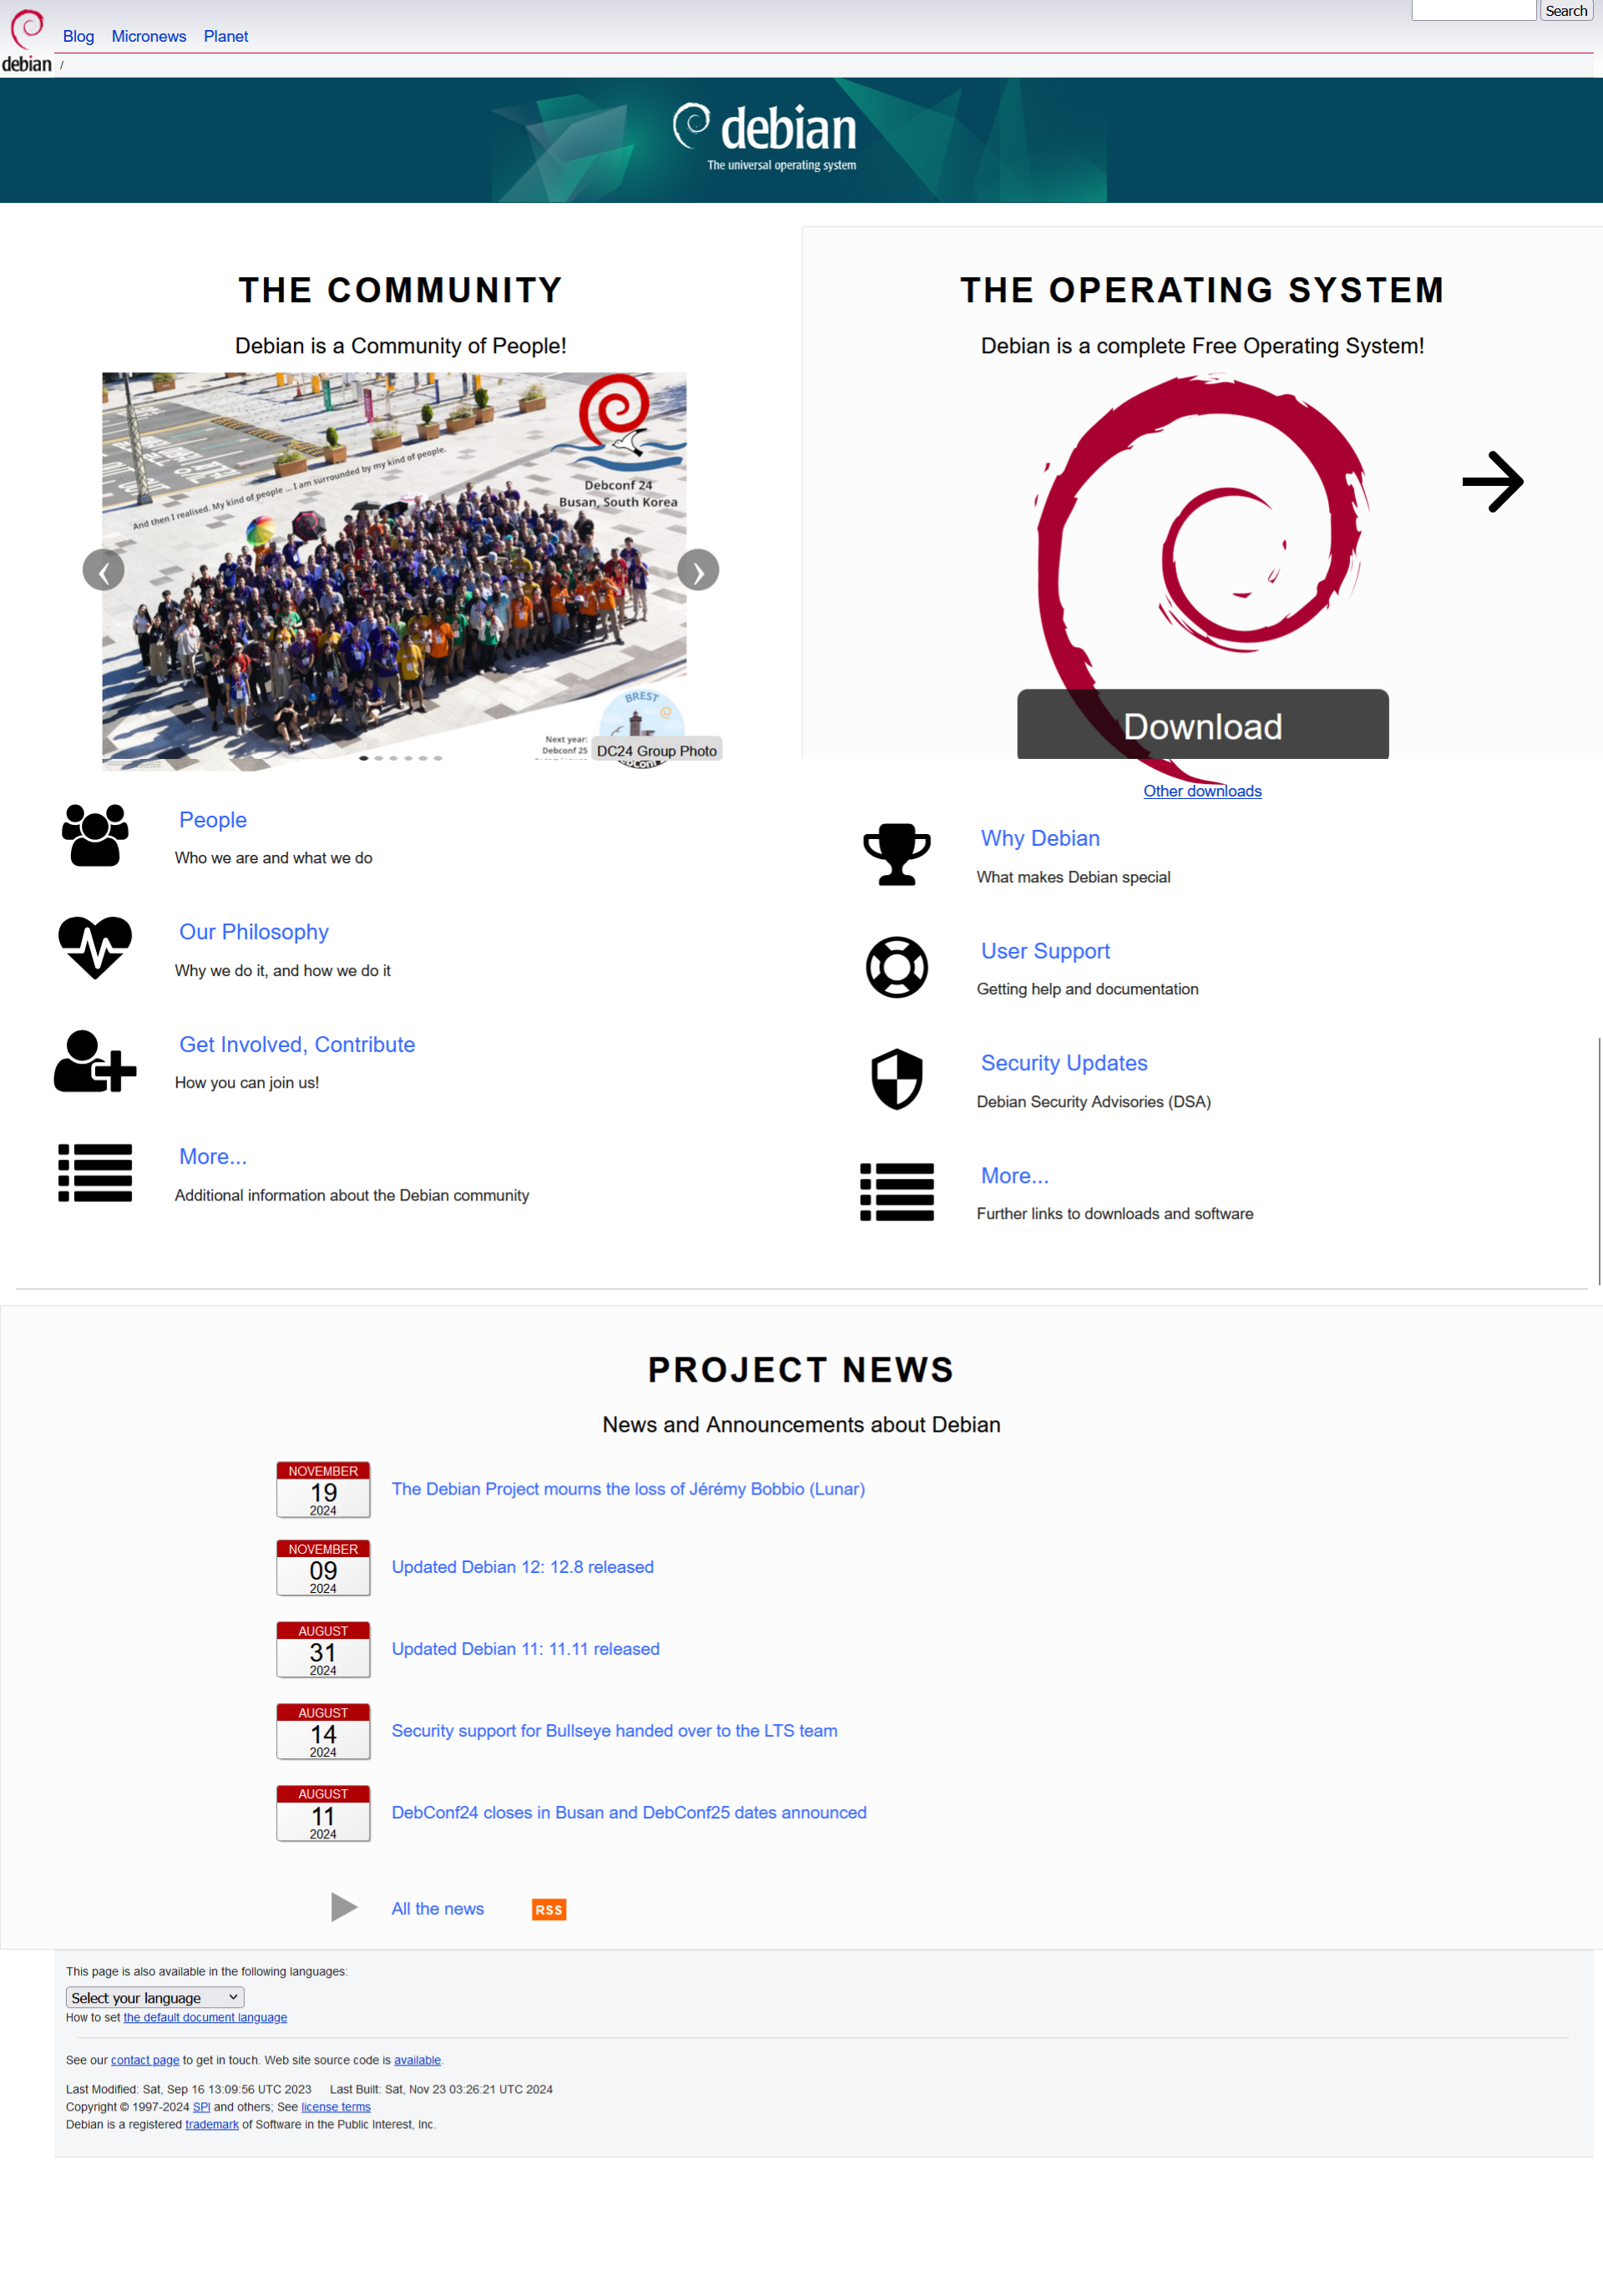 Search
Blog Micronews Planet
debian /
debian
The universal operating system
THE COMMUNITY
Debian is a Community of People!
And then I realised. My kind of people ... I am surrounded by my kind of people.
Debconf 24
Busan, South Korea
BREST
Next year:
Debconf 25
DC24 Group Photo
People
Who we are and what we do
Our Philosophy
Why we do it, and how we do it
Get Involved, Contribute
How you can join us!
More...
Additional information about the Debian community
THE OPERATING SYSTEM
Debian is a complete Free Operating System!
Download
Other downloads
Why Debian
What makes Debian special
User Support
Getting help and documentation
Security Updates
Debian Security Advisories (DSA)
More...
Further links to downloads and software
PROJECT NEWS
News and Announcements about Debian
NOVEMBER
19
2024
The Debian Project mourns the loss of Jérémy Bobbio (Lunar)
NOVEMBER
09
2024
Updated Debian 12: 12.8 released
AUGUST
31
2024
Updated Debian 11: 11.11 released
AUGUST
14
2024
Security support for Bullseye handed over to the LTS team
AUGUST
11
2024
DebConf24 closes in Busan and DebConf25 dates announced
All the news RSS
This page is also available in the following languages:
Select your language
How to set the default document language
See our contact page to get in touch. Web site source code is available.
Last Modified: Sat, Sep 16 13:09:56 UTC 2023 Last Built: Sat, Nov 23 03:26:21 UTC 2024
Copyright © 1997-2024 SPI and others; See license terms
Debian is a registered trademark of Software in the Public Interest, Inc.